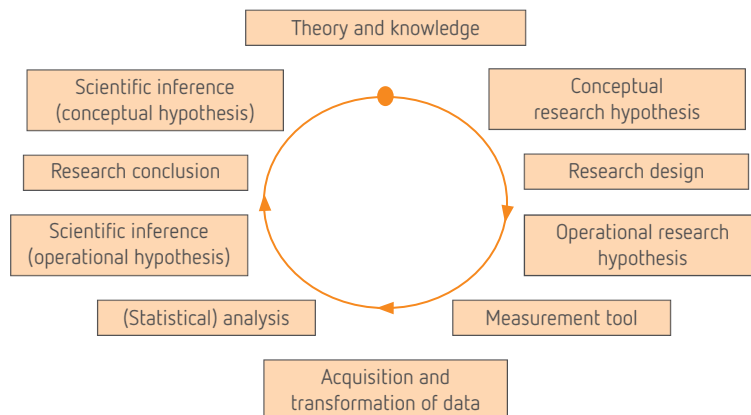 Theory and knowledge
Conceptual
research hypothesis
Research design
Operational research
hypothesis
Measurement tool
Acquisition and
transformation of data
(Statistical) analysis
Scientific inference
(operational hypothesis)
Research conclusion
Scientific inference
(conceptual hypothesis)